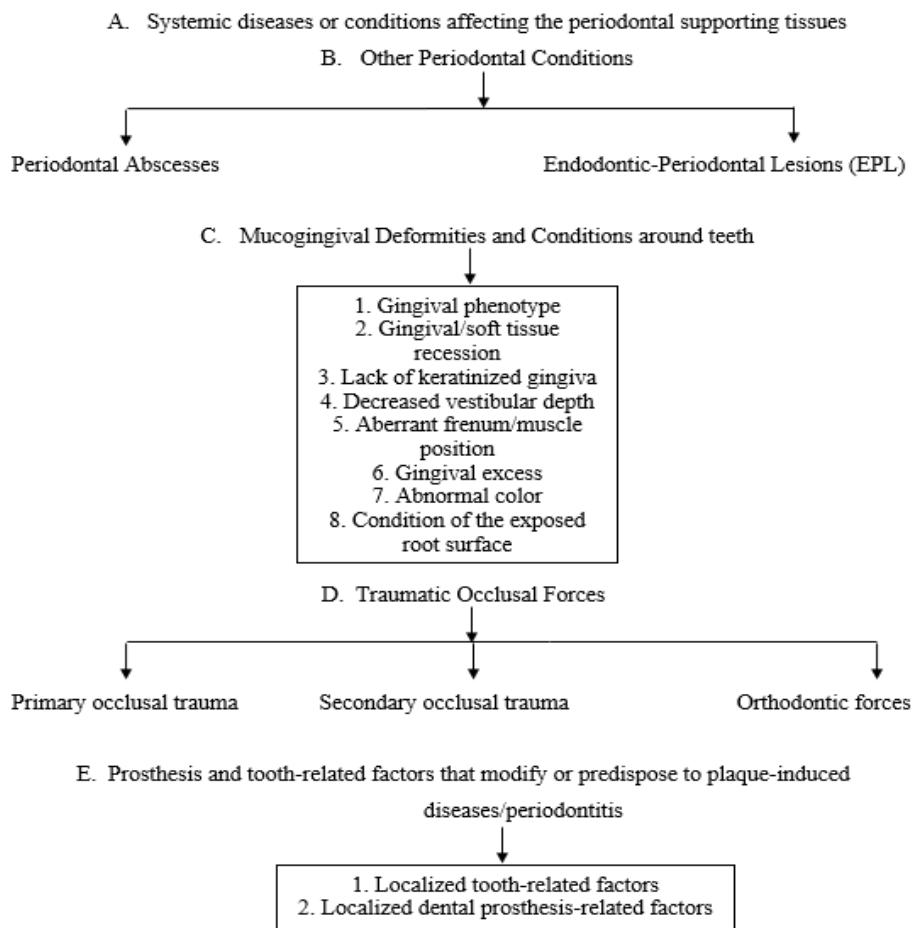 A. Systemic diseases or conditions affecting the periodontal supporting tissues
B. Other Periodontal Conditions
Periodontal Abscesses
Endodontic-Periodontal Lesions (EPL)
C. Mucogingival Deformities and Conditions around teeth
1. Gingival phenotype
2. Gingival/soft tissue
recession
3. Lack of keratinized gingiva
4. Decreased vestibular depth
5. Aberrant frenum/muscle
position
6. Gingival excess
7. Abnormal color
8. Condition of the exposed
root surface
D. Traumatic Occlusal Forces
Primary occlusal trauma
Secondary occlusal trauma
Orthodontic forces
E. Prosthesis and tooth-related factors that modify or predispose to plaque-induced
diseases/periodontitis
1. Localized tooth-related factors
2. Localized dental prosthesis-related factors